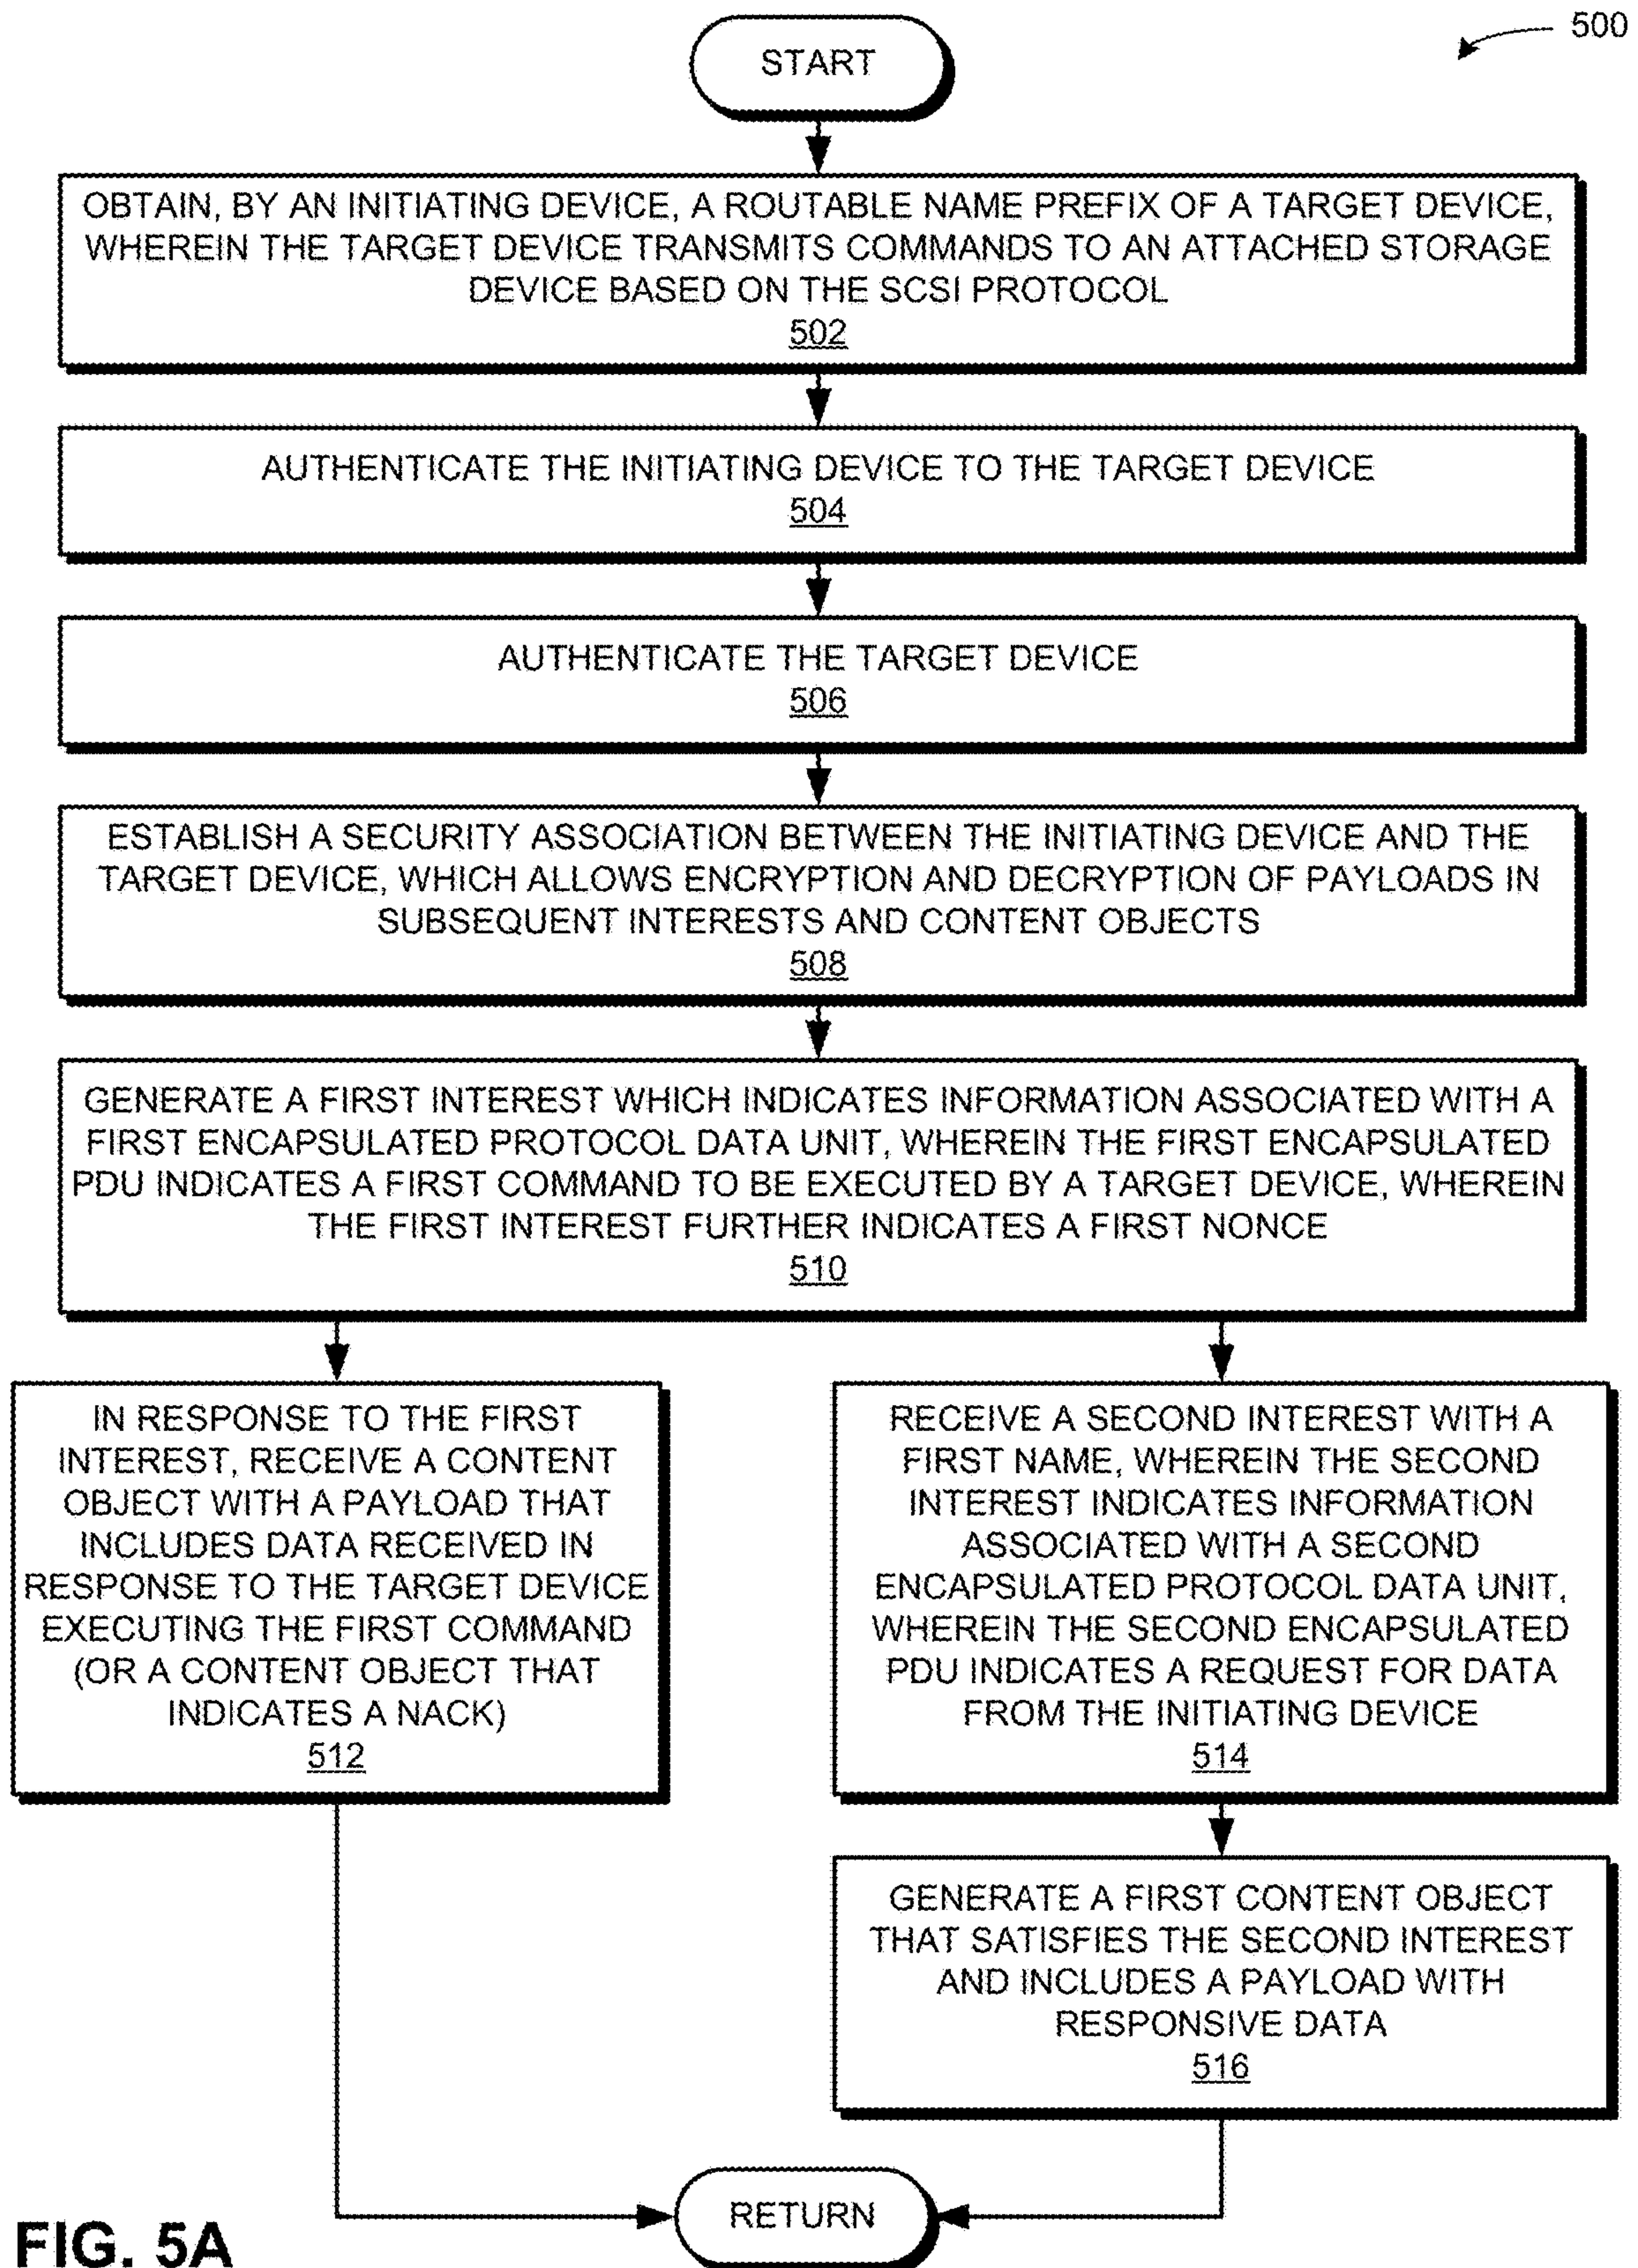 500
START
OBTAIN, BY AN INITIATING DEVICE, A ROUTABLE NAME PREFIX OF A TARGET DEVICE,
WHEREIN THE TARGET DEVICE TRANSMITS COMMANDS TO AN ATTACHED STORAGE
DEVICE BASED ON THE SCSI PROTOCOL
502
AUTHENTICATE THE INITIATING DEVICE TO THE TARGET DEVICE
504
AUTHENTICATE THE TARGET DEVICE
506
ESTABLISH A SECURITY ASSOCIATION BETWEEN THE INITIATING DEVICE AND THE
TARGET DEVICE, WHICH ALLOWS ENCRYPTION AND DECRYPTION OF PAYLOADS IN
SUBSEQUENT INTERESTS AND CONTENT OBJECTS
508
GENERATE A FIRST INTEREST WHICH INDICATES INFORMATION ASSOCIATED WITH A
FIRST ENCAPSULATED PROTOCOL DATA UNIT, WHEREIN THE FIRST ENCAPSULATED
PDU INDICATES A FIRST COMMAND TO BE EXECUTED BY A TARGET DEVICE, WHEREIN
THE FIRST INTEREST FURTHER INDICATES A FIRST NONCE
510
IN RESPONSE TO THE FIRST
INTEREST, RECEIVE A CONTENT
OBJECT WITH A PAYLOAD THAT
INCLUDES DATA RECEIVED IN
RESPONSE TO THE TARGET DEVICE
EXECUTING THE FIRST COMMAND
(OR A CONTENT OBJECT THAT
INDICATES A NACK)
512
RECEIVE A SECOND INTEREST WITH A
FIRST NAME, WHEREIN THE SECOND
INTEREST INDICATES INFORMATION
ASSOCIATED WITH A SECOND
ENCAPSULATED PROTOCOL DATA UNIT,
WHEREIN THE SECOND ENCAPSULATED
PDU INDICATES A REQUEST FOR DATA
FROM THE INITIATING DEVICE
514
GENERATE A FIRST CONTENT OBJECT
THAT SATISFIES THE SECOND INTEREST
AND INCLUDES A PAYLOAD WITH
RESPONSIVE DATA
516
RETURN
FIG. 5A